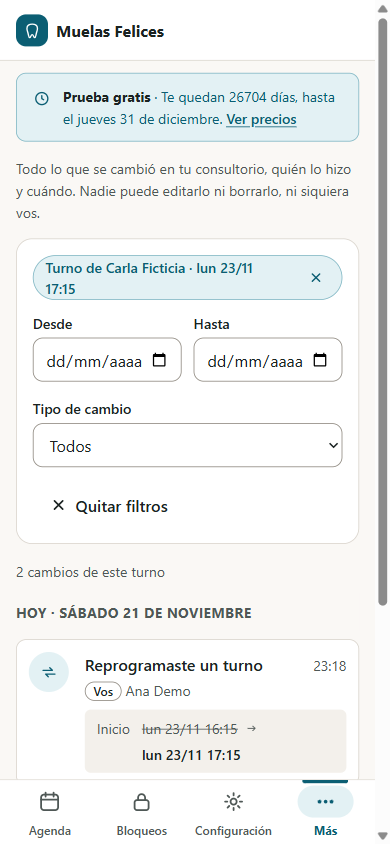 Muelas Felices
Prueba gratis · Te quedan 26704 días, hasta
el jueves 31 de diciembre. Ver precios
Todo lo que se cambió en tu consultorio, quién lo hizo
y cuándo. Nadie puede editarlo ni borrarlo, ni siquiera
vos.
Turno de Carla Ficticia · lun 23/11
17:15
Desde Hasta
dd/mm/aaaa dd/mm/aaaa
Tipo de cambio
Todos
Quitar filtros
2 cambios de este turno
HOY · SÁBADO 21 DE NOVIEMBRE
Reprogramaste un turno 23:18
Vos Ana Demo
Inicio lun 23/11 16:15 →
lun 23/11 17:15
Agenda Bloqueos Configuración Más